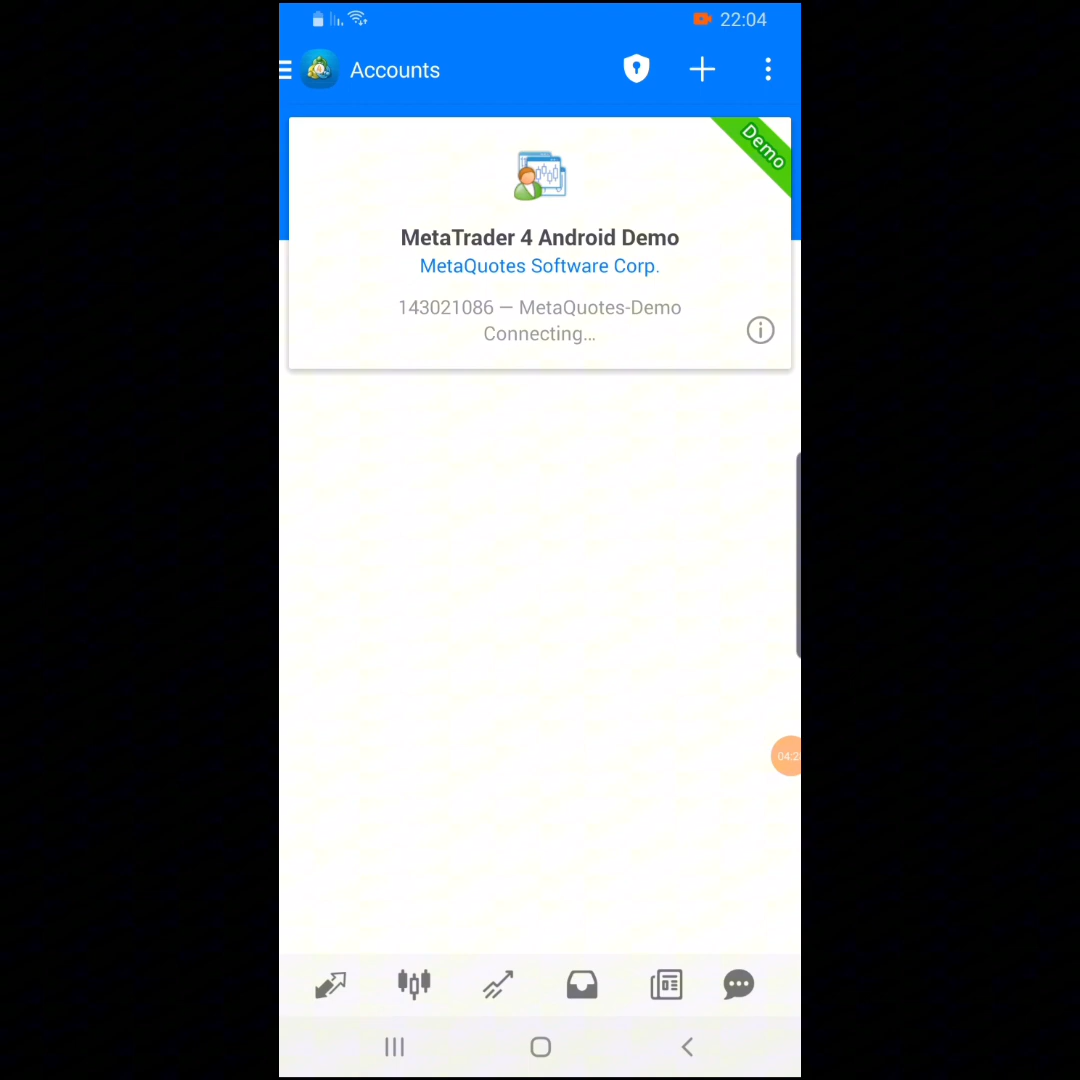 22:04
Accounts
Demo
MetaTrader 4 Android Demo
MetaQuotes Software Corp.
143021086 — MetaQuotes-Demo
Connecting...